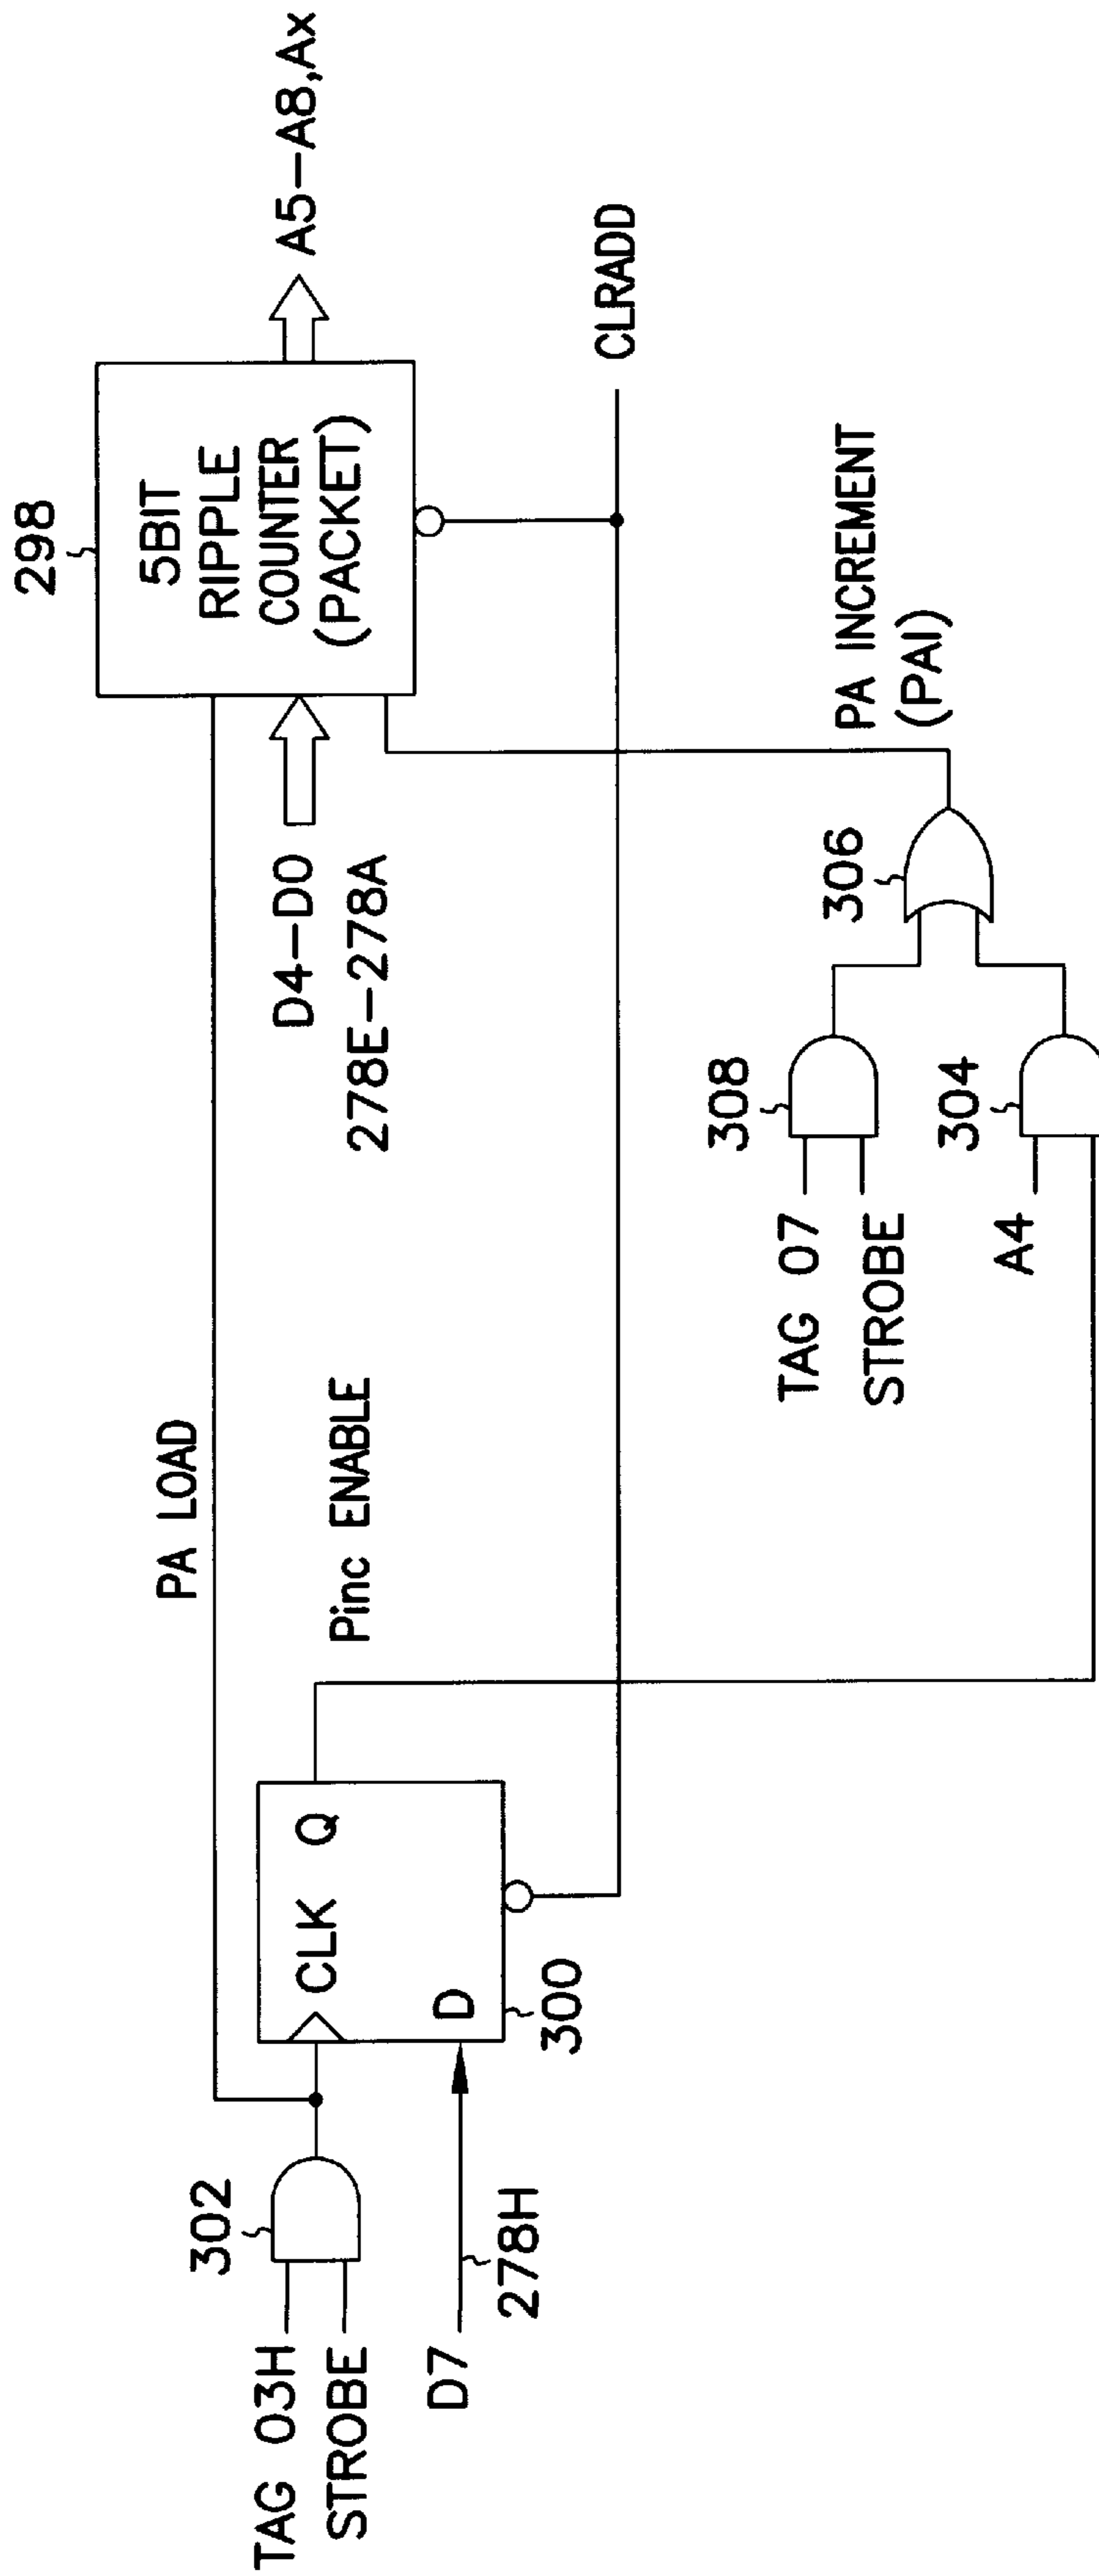 TAG 03H
STROBE
302
D7
278H
CLK Q
D
300
PA LOAD
Pinc ENABLE
D4–D0
278E–278A
298
5BIT
RIPPLE
COUNTER
(PACKET)
A5–A8,Ax
CLRADD
TAG 07
STROBE
308
A4
304
306
PA INCREMENT
(PAI)